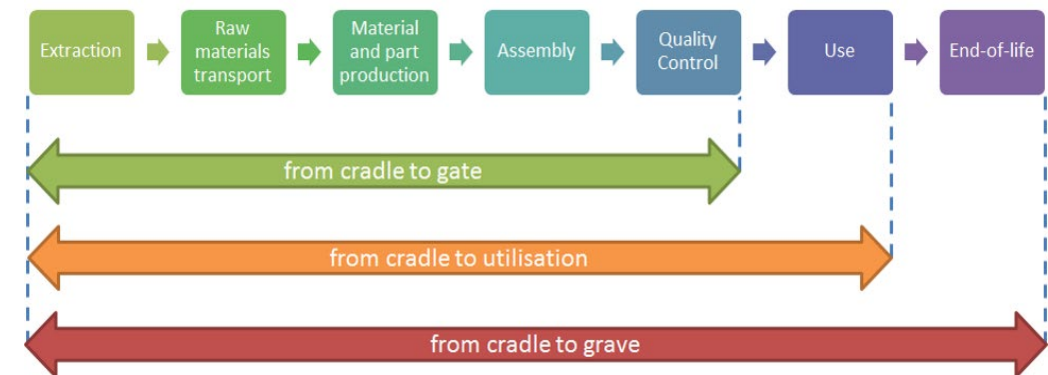 Extraction
Raw
materials
transport
Material
and part
production
Assembly
Quality
Control
Use
End-of-life
from cradle to gate
from cradle to utilisation
from cradle to grave